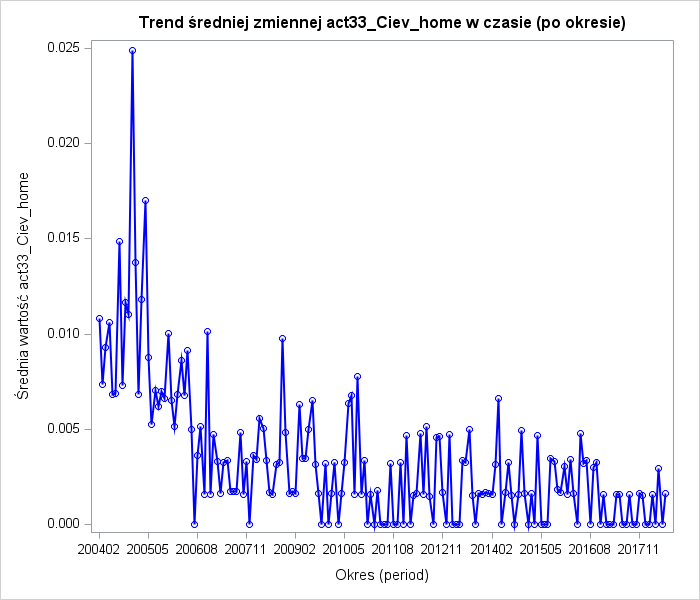 Trend średniej zmiennej act33_Ciev_home w czasie (po okresie)
Średnia wartość act33_Ciev_home
0.025
0.020
0.015
0.010
0.005
0.000
200402 200505 200608 200711 200902 201005 201108 201211 201402 201505 201608 201711
Okres (period)